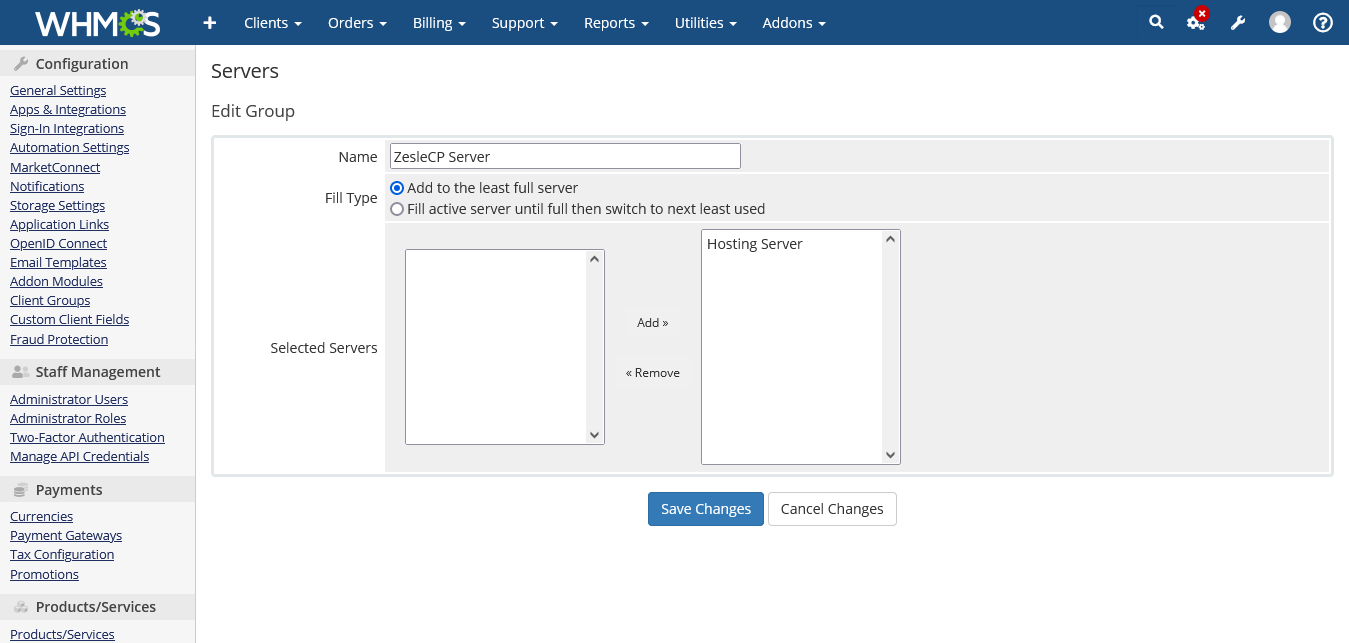 WHMCS
Clients Orders Billing Support Reports Utilities Addons
Configuration
General Settings
Apps & Integrations
Sign-In Integrations
Automation Settings
MarketConnect
Notifications
Storage Settings
Application Links
OpenID Connect
Email Templates
Addon Modules
Client Groups
Custom Client Fields
Fraud Protection
Staff Management
Administrator Users
Administrator Roles
Two-Factor Authentication
Manage API Credentials
Payments
Currencies
Payment Gateways
Tax Configuration
Promotions
Products/Services
Products/Services
Servers
Edit Group
Name ZesleCP Server
Fill Type Add to the least full server
Fill active server until full then switch to next least used
Selected Servers
Add »
« Remove
Hosting Server
Save Changes Cancel Changes